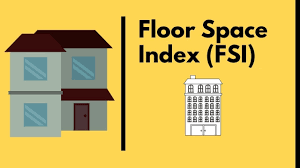 Floor Space
Index (FSI)